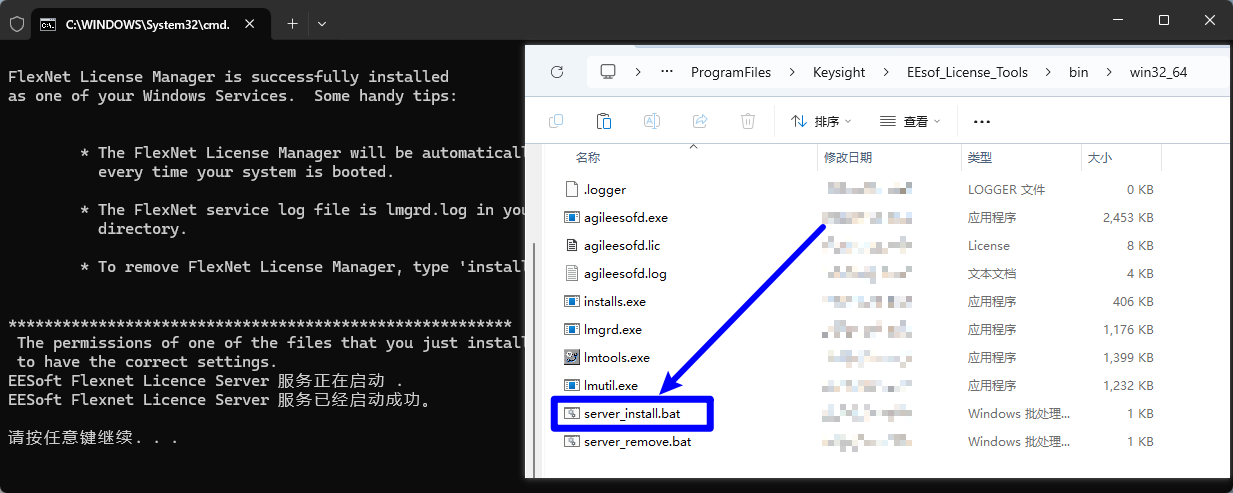 C:\WINDOWS\System32\cmd.
FlexNet License Manager is successfully installed
as one of your Windows Services.  Some handy tips:
* The FlexNet License Manager will be automaticall
every time your system is booted.
* The FlexNet service log file is lmgrd.log in you
directory.
* To remove FlexNet License Manager, type 'install
********************************************************
The permissions of one of the files that you just install
to have the correct settings.
EESoft Flexnet Licence Server 服务正在启动 .
EESoft Flexnet Licence Server 服务已经启动成功。
请按任意键继续. . .
ProgramFiles > Keysight > EEsof_License_Tools > bin > win32_64
排序 查看
名称 修改日期 类型 大小
.logger LOGGER 文件 0 KB
agileesofd.exe 应用程序 2,453 KB
agileesofd.lic License 8 KB
agileesofd.log 文本文档 4 KB
installs.exe 应用程序 406 KB
lmgrd.exe 应用程序 1,176 KB
lmtools.exe 应用程序 1,399 KB
lmutil.exe 应用程序 1,232 KB
server_install.bat Windows 批处理... 1 KB
server_remove.bat Windows 批处理... 1 KB